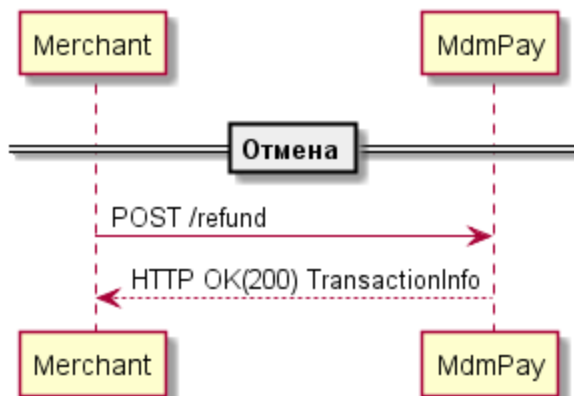 Merchant
MdmPay
Отмена
POST /refund
HTTP OK(200) TransactionInfo
Merchant
MdmPay